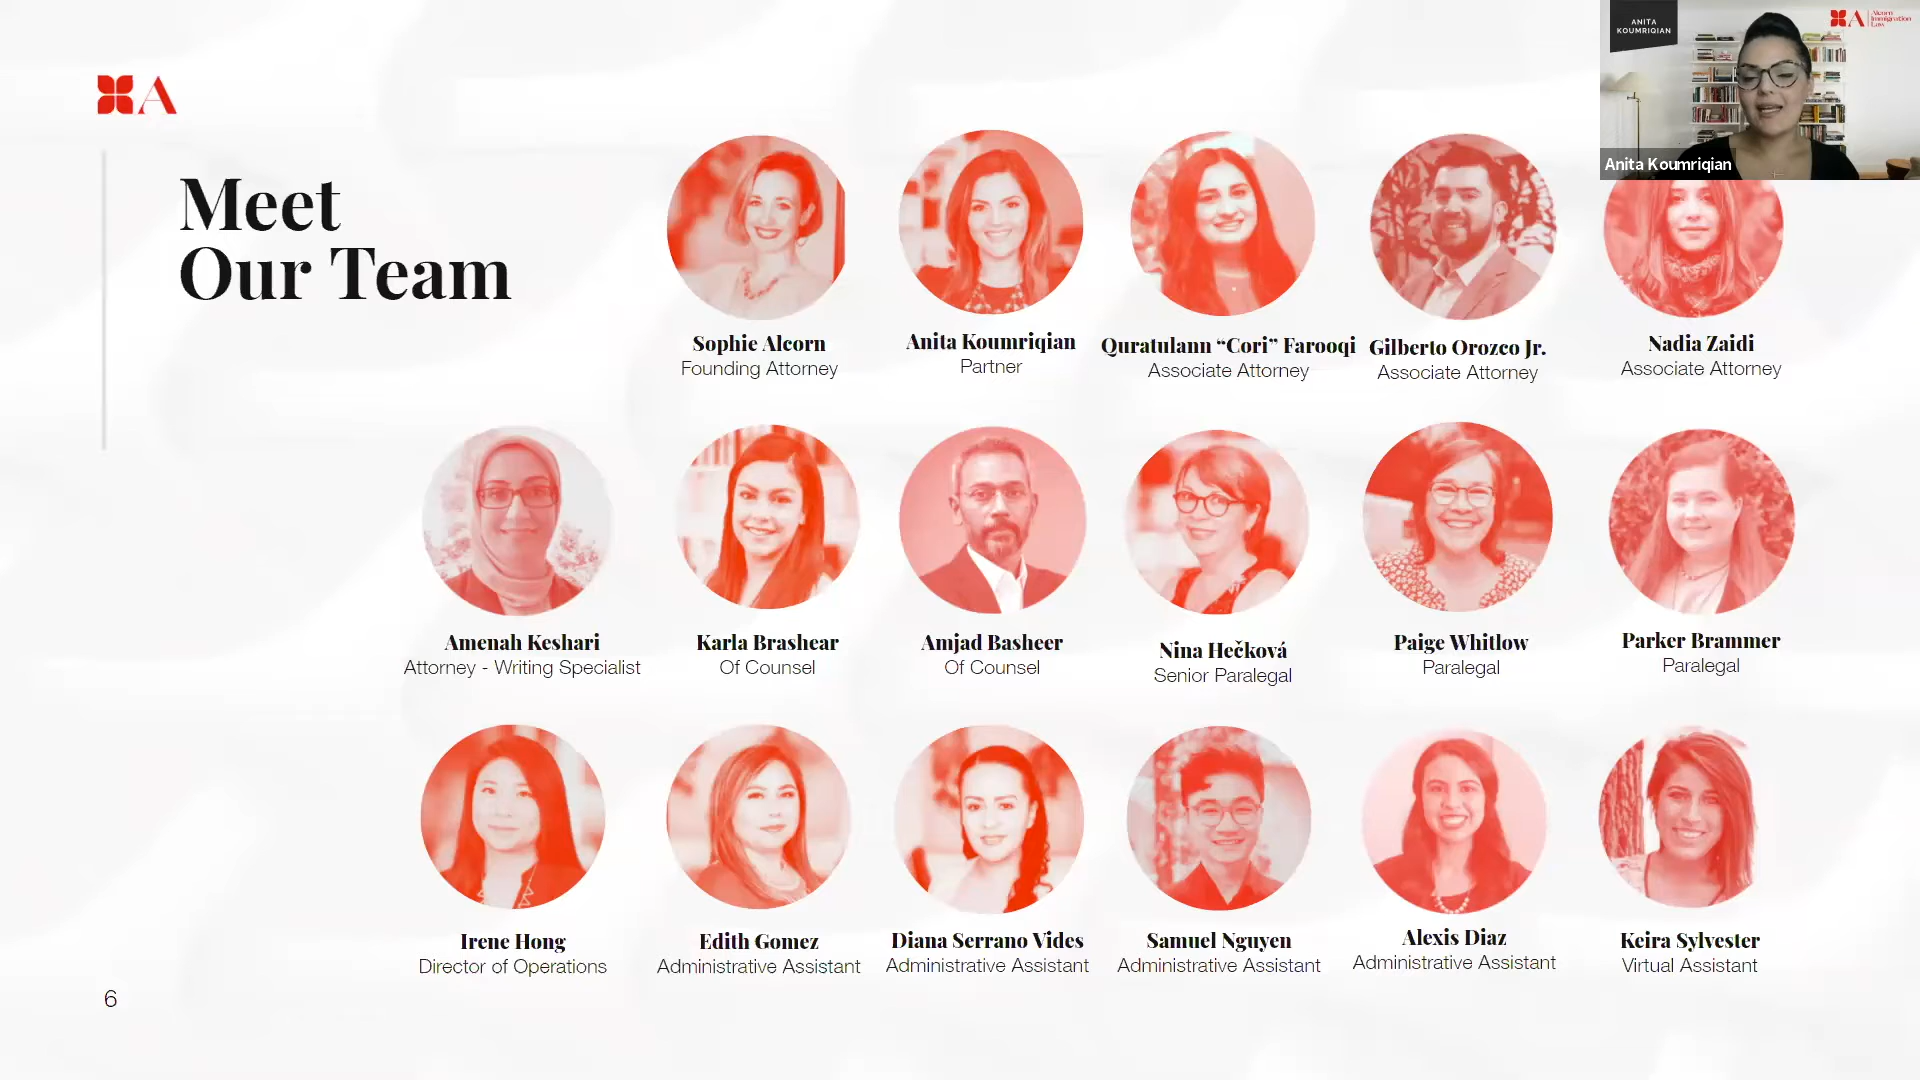 ANITA
KOUMRIQIAN
A
Alcorn
Immigration
Law
Anita Koumriqian
A
Meet
Our Team
Sophie Alcorn
Founding Attorney
Anita Koumriqian
Partner
Quratulann “Cori” Farooqi
Associate Attorney
Gilberto Orozco Jr.
Associate Attorney
Nadia Zaidi
Associate Attorney
Amenah Keshari
Attorney - Writing Specialist
Karla Brashear
Of Counsel
Amjad Basheer
Of Counsel
Nina Hečková
Senior Paralegal
Paige Whitlow
Paralegal
Parker Brammer
Paralegal
Irene Hong
Director of Operations
Edith Gomez
Administrative Assistant
Diana Serrano Vides
Administrative Assistant
Samuel Nguyen
Administrative Assistant
Alexis Diaz
Administrative Assistant
Keira Sylvester
Virtual Assistant
6